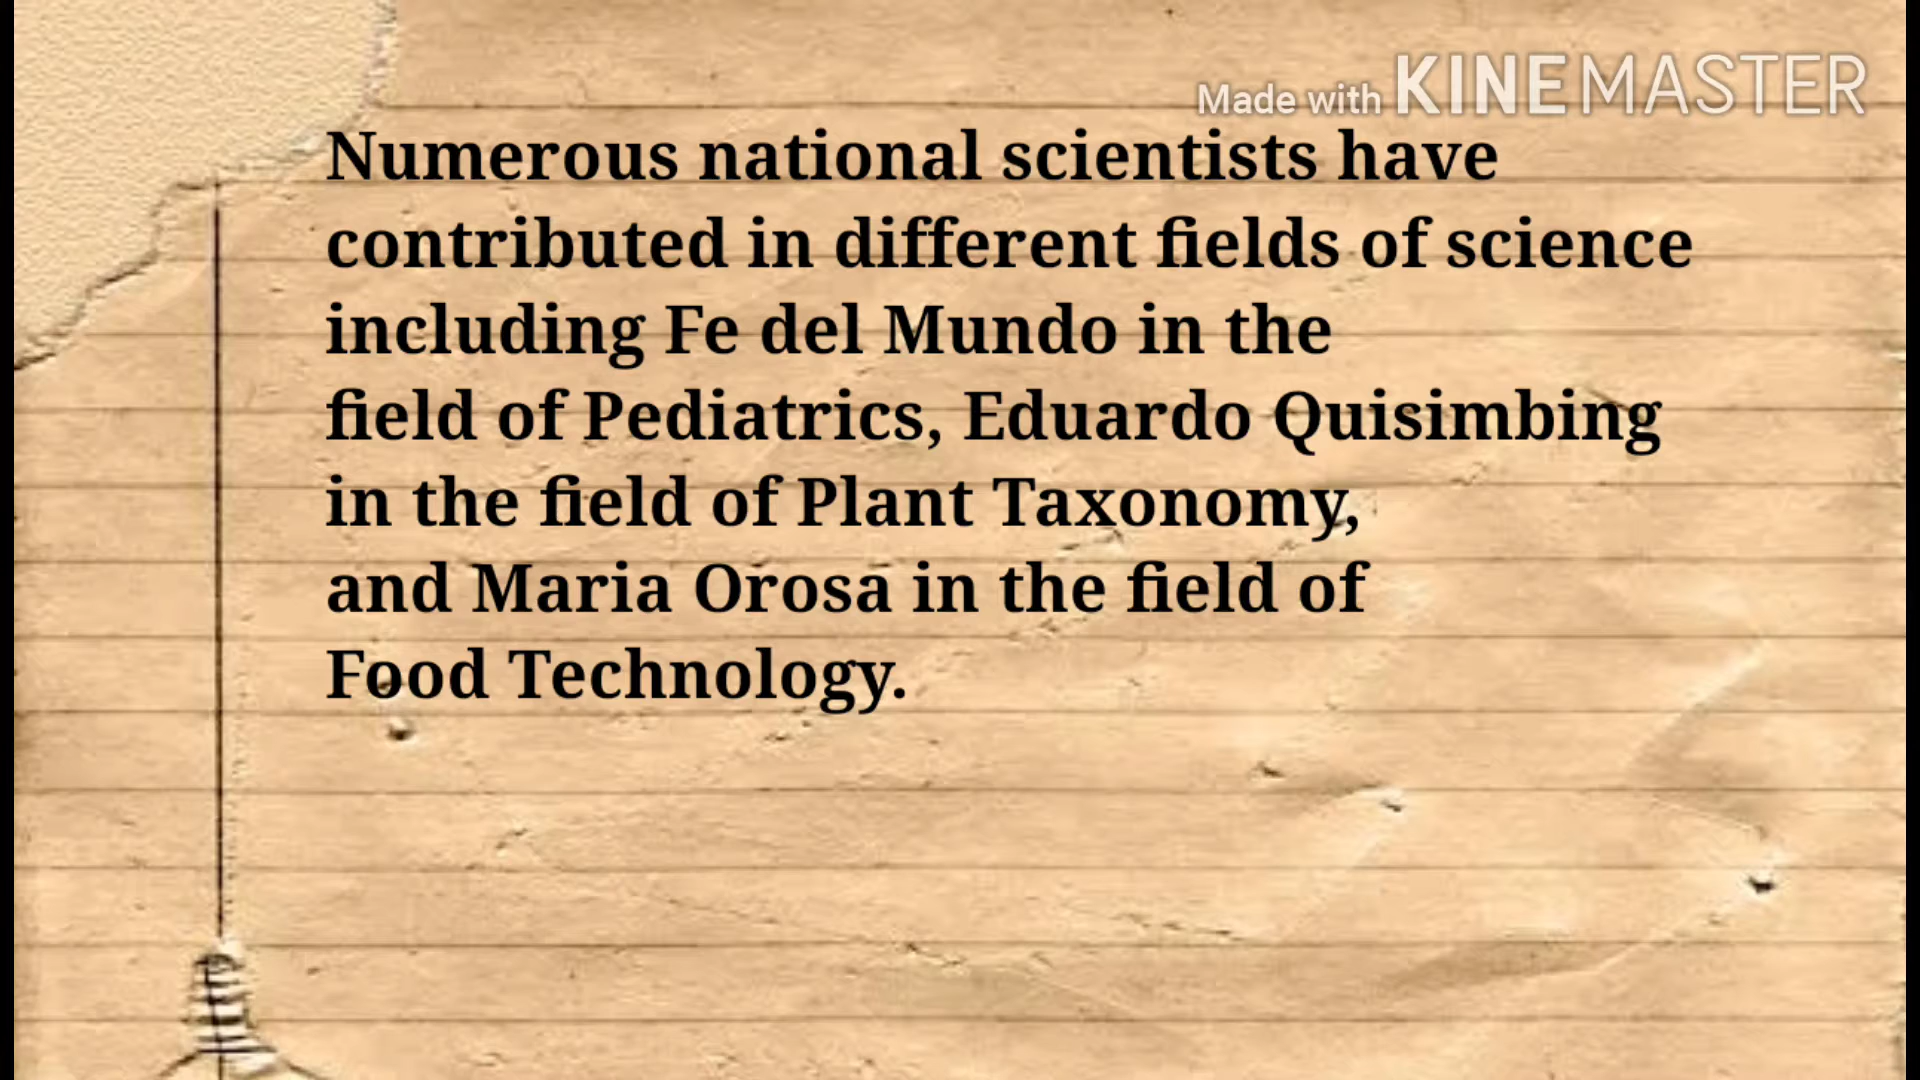 Made with KINEMASTER
Numerous national scientists have
contributed in different fields of science
including Fe del Mundo in the
field of Pediatrics, Eduardo Quisimbing
in the field of Plant Taxonomy,
and Maria Orosa in the field of
Food Technology.